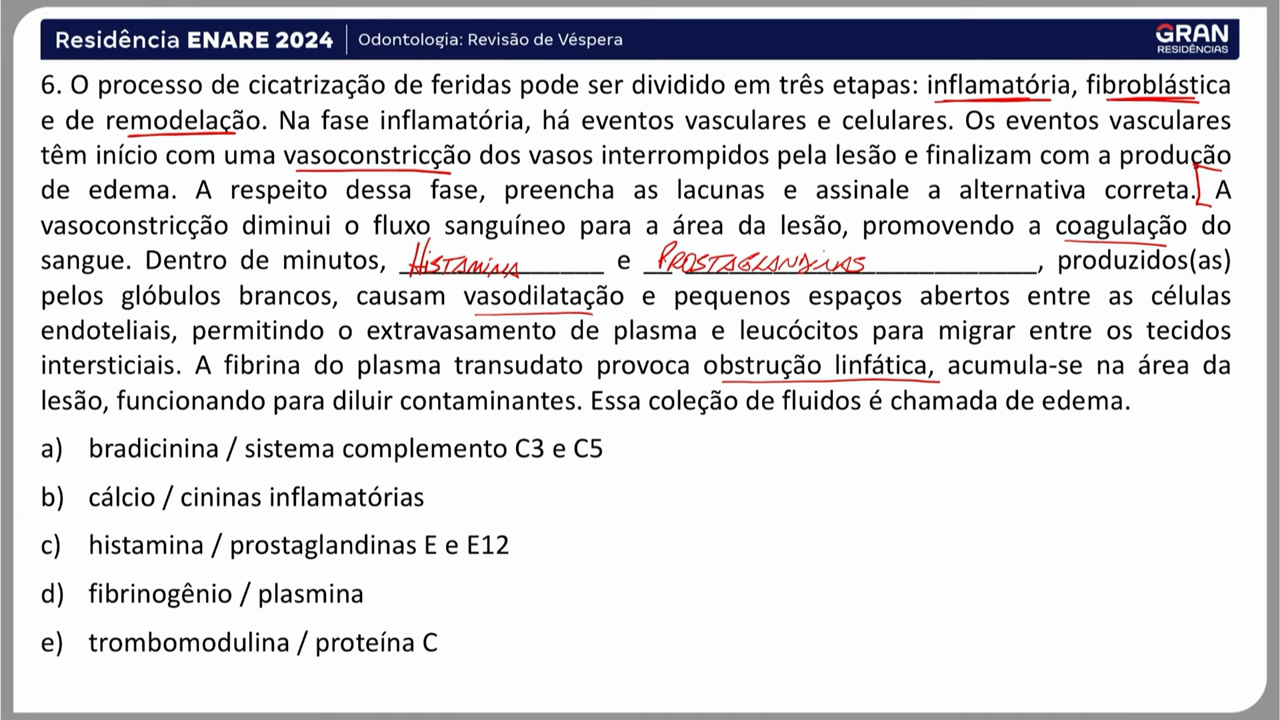 Residência ENARE 2024 | Odontologia: Revisão de Véspera
GRAN
RESIDÊNCIAS
6. O processo de cicatrização de feridas pode ser dividido em três etapas: inflamatória, fibroblástica
e de remodelação. Na fase inflamatória, há eventos vasculares e celulares. Os eventos vasculares
têm início com uma vasoconstricção dos vasos interrompidos pela lesão e finalizam com a produção
de edema. A respeito dessa fase, preencha as lacunas e assinale a alternativa correta. A
vasoconstricção diminui o fluxo sanguíneo para a área da lesão, promovendo a coagulação do
sangue. Dentro de minutos, HISTAMINA e PROSTAGLANDINAS, produzidos(as)
pelos glóbulos brancos, causam vasodilatação e pequenos espaços abertos entre as células
endoteliais, permitindo o extravasamento de plasma e leucócitos para migrar entre os tecidos
intersticiais. A fibrina do plasma transudato provoca obstrução linfática, acumula-se na área da
lesão, funcionando para diluir contaminantes. Essa coleção de fluidos é chamada de edema.
a) bradicinina / sistema complemento C3 e C5
b) cálcio / cininas inflamatórias
c) histamina / prostaglandinas E e E12
d) fibrinogênio / plasmina
e) trombomodulina / proteína C